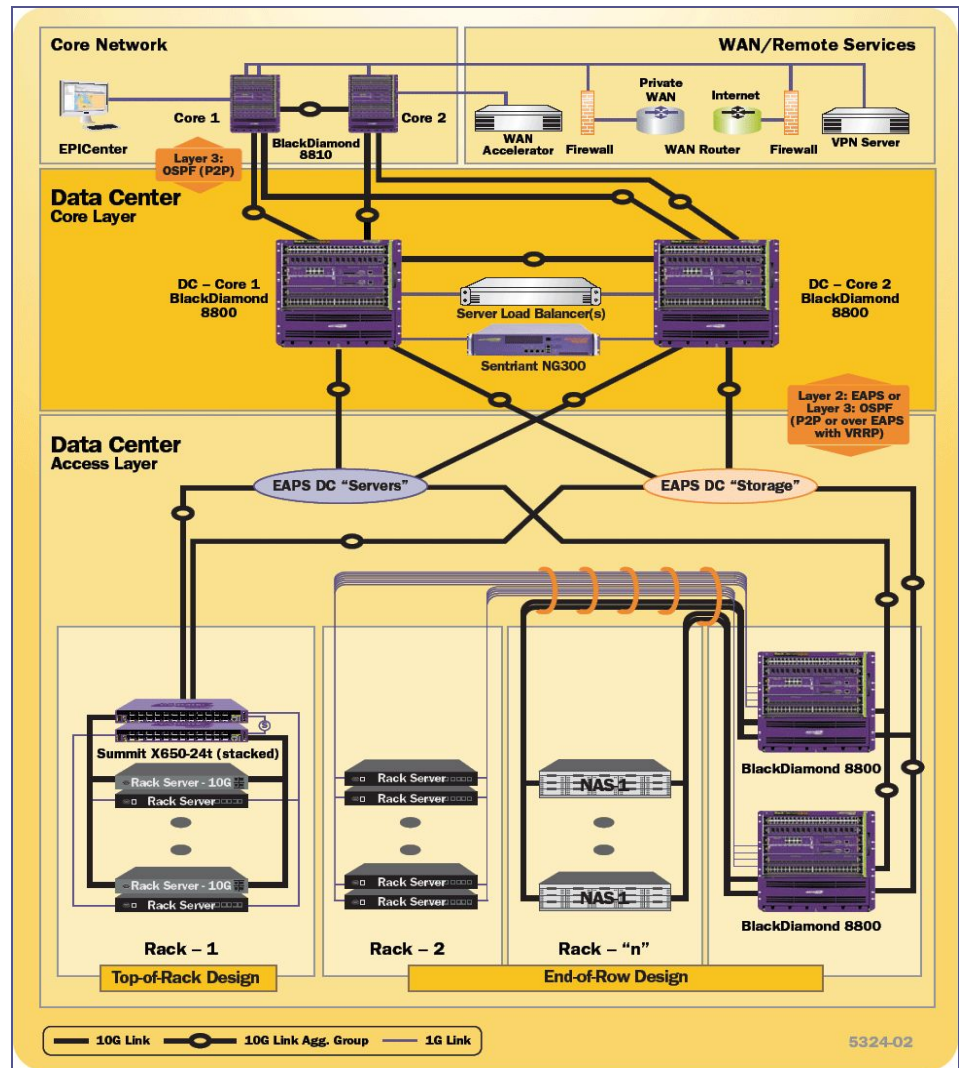 Core Network
WAN/Remote Services
EPICenter
Core 1
Core 2
BlackDiamond
8810
WAN
Accelerator
Firewall
Private
WAN
Internet
WAN Router
Firewall
VPN Server
Layer 3:
OSPF (P2P)
Data Center
Core Layer
DC – Core 1
BlackDiamond
8800
Server Load Balancer(s)
Sentriant NG300
DC – Core 2
BlackDiamond
8800
Layer 2: EAPS or
Layer 3: OSPF
(P2P or over EAPS
with VRRP)
Data Center
Access Layer
EAPS DC "Servers"
EAPS DC "Storage"
Summit X650-24t (stacked)
S
Rack Server - 10G
Rack Server
Rack Server - 10G
Rack Server
Rack Server
Rack Server
Rack Server
Rack Server
NAS-1
NAS-1
BlackDiamond 8800
BlackDiamond 8800
Rack – 1
Rack – 2
Rack – "n"
Top-of-Rack Design
End-of-Row Design
10G Link
10G Link Agg. Group
1G Link
5324-02